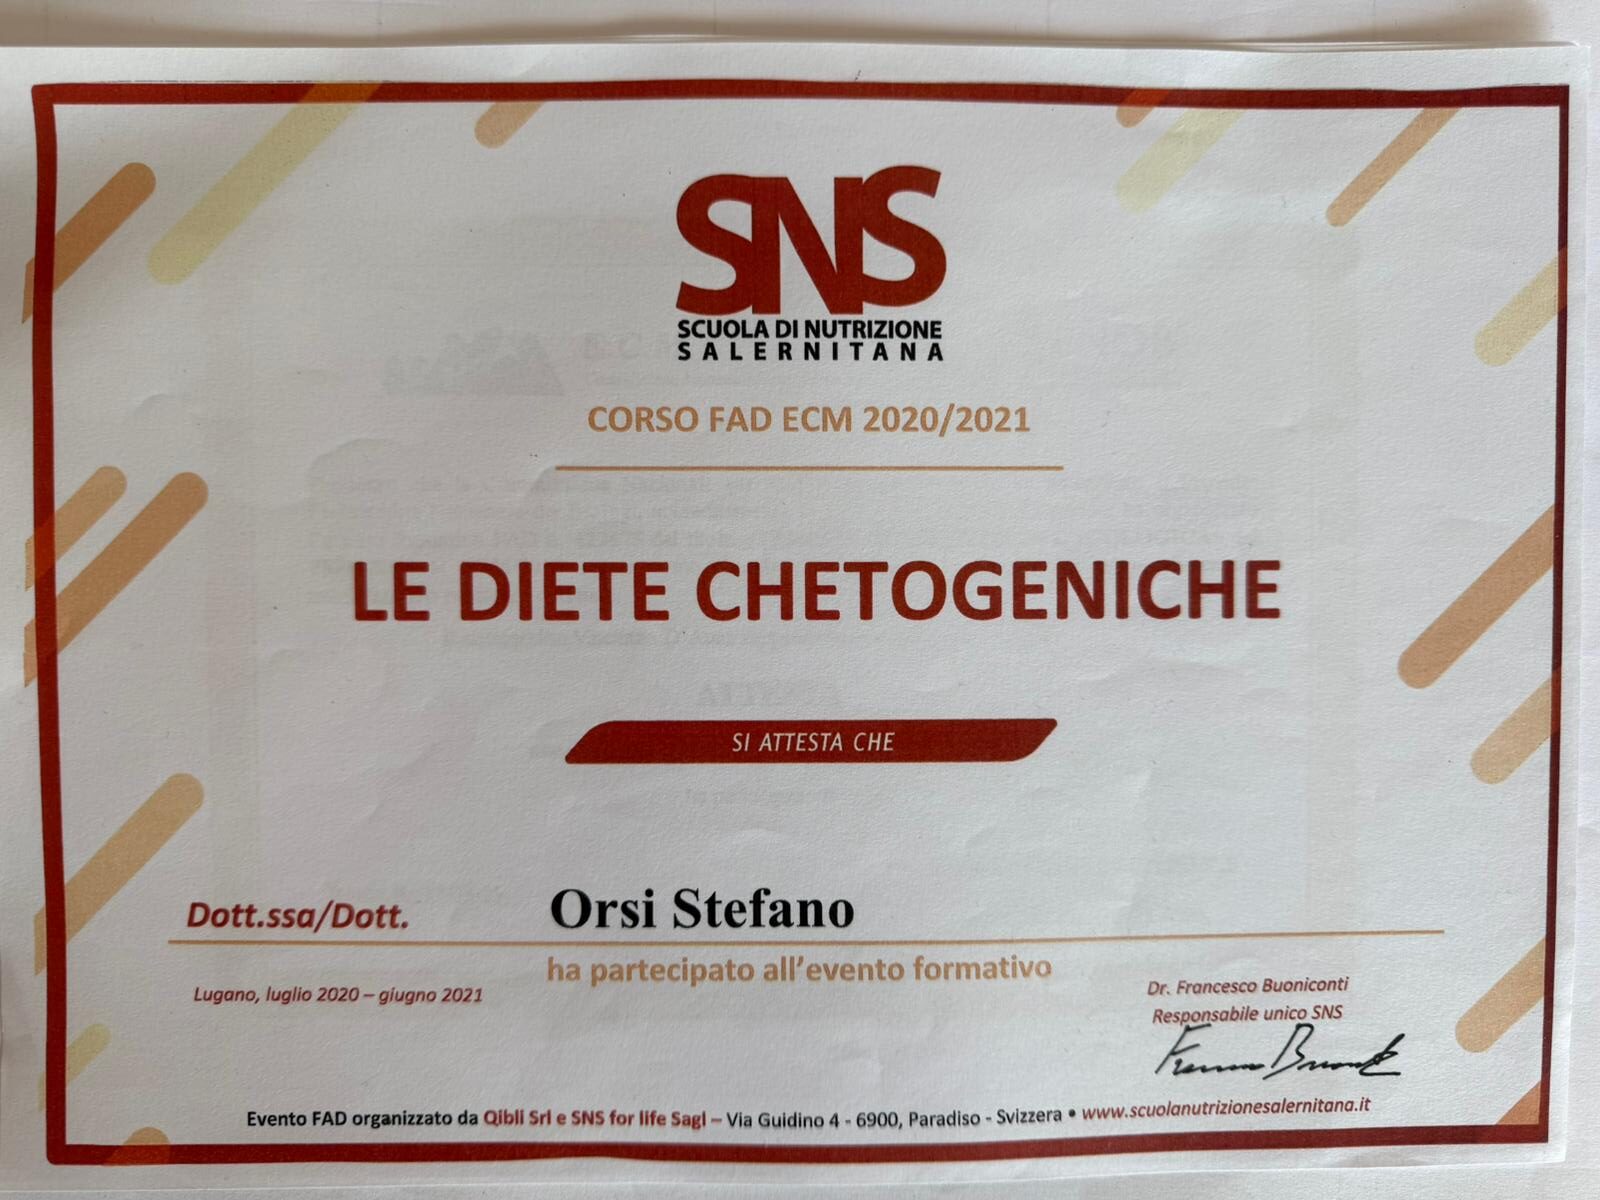 SNS
SCUOLA DI NUTRIZIONE
SALERNITANA
CORSO FAD ECM 2020/2021
LE DIETE CHETOGENICHE
SI ATTESTA CHE
Dott.ssa/Dott. Orsi Stefano
ha partecipato all'evento formativo
Lugano, luglio 2020 – giugno 2021
Dr. Francesco Buoniconti
Responsabile unico SNS
Evento FAD organizzato da Qibli Srl e SNS for life Sagl – Via Guidino 4 - 6900, Paradiso - Svizzera • www.scuolanutrizionesalernitana.it